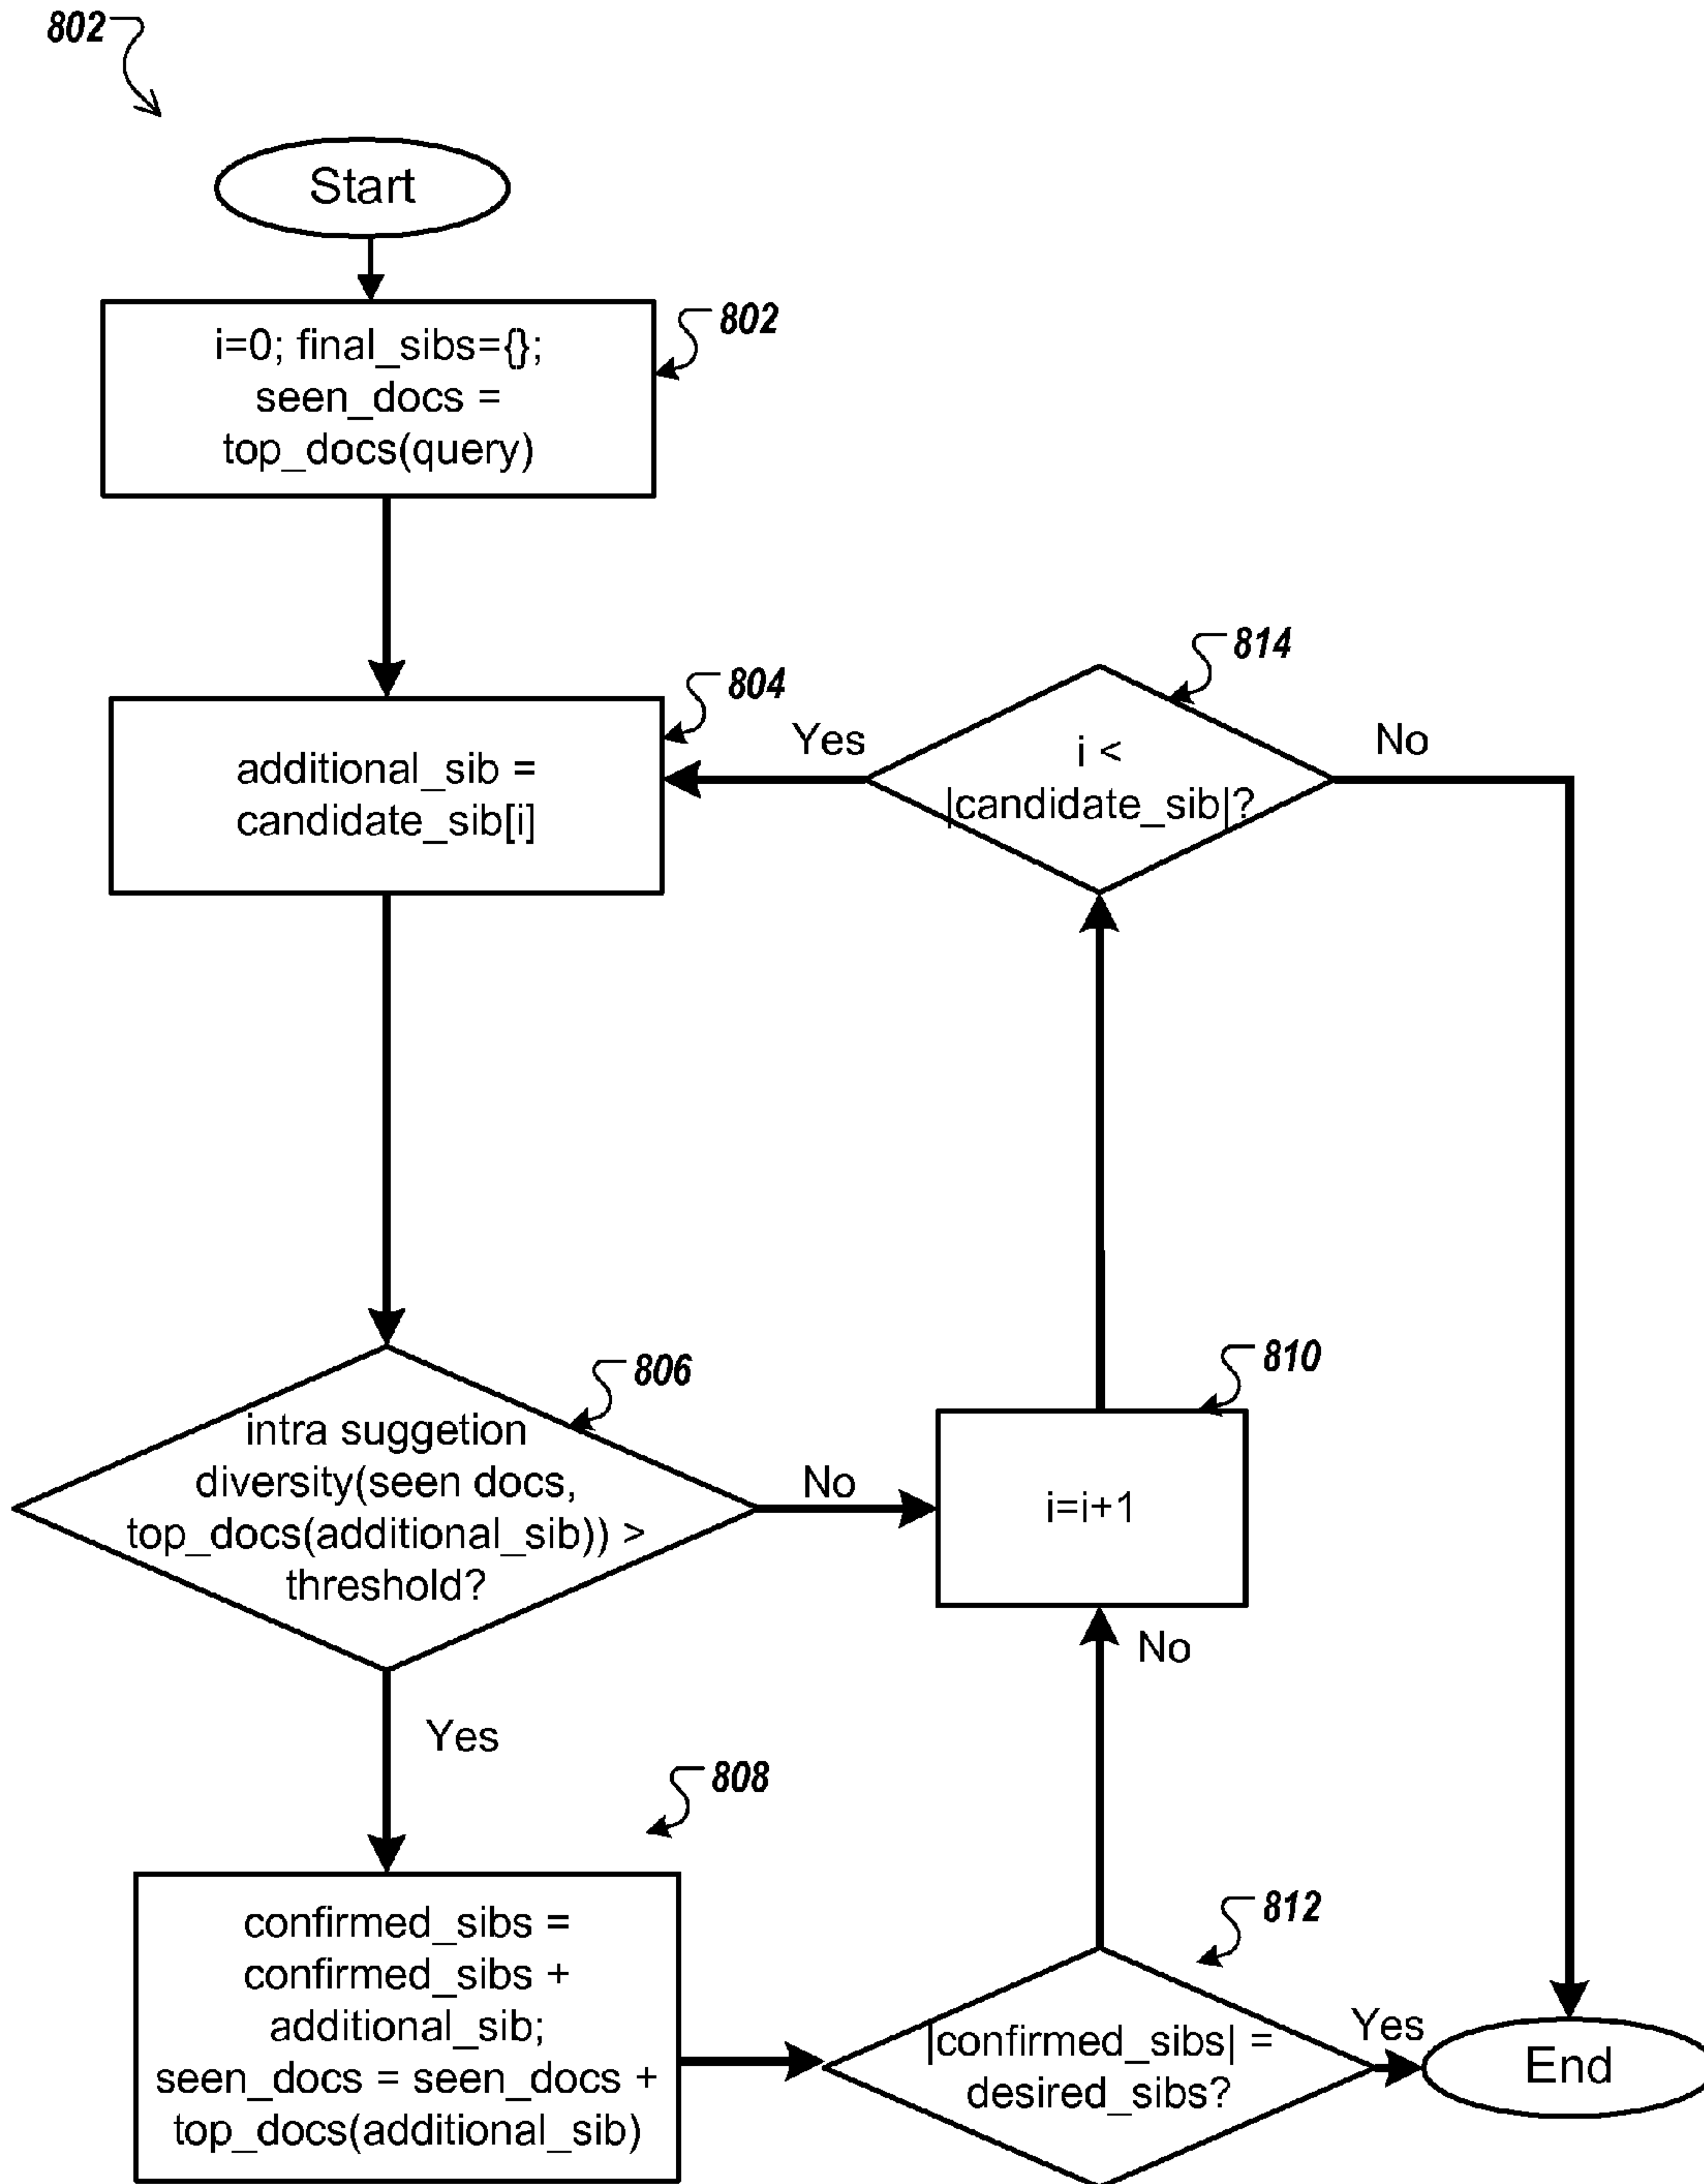 802
Start
i=0; final_sibs={};
seen_docs =
top_docs(query)
802
additional_sib =
candidate_sib[i]
804
i <
|candidate_sib|?
814
Yes
No
intra suggetion
diversity(seen docs,
top_docs(additional_sib)) >
threshold?
806
No
Yes
i=i+1
810
No
confirmed_sibs =
confirmed_sibs +
additional_sib;
seen_docs = seen_docs +
top_docs(additional_sib)
808
|confirmed_sibs| =
desired_sibs?
812
Yes
End